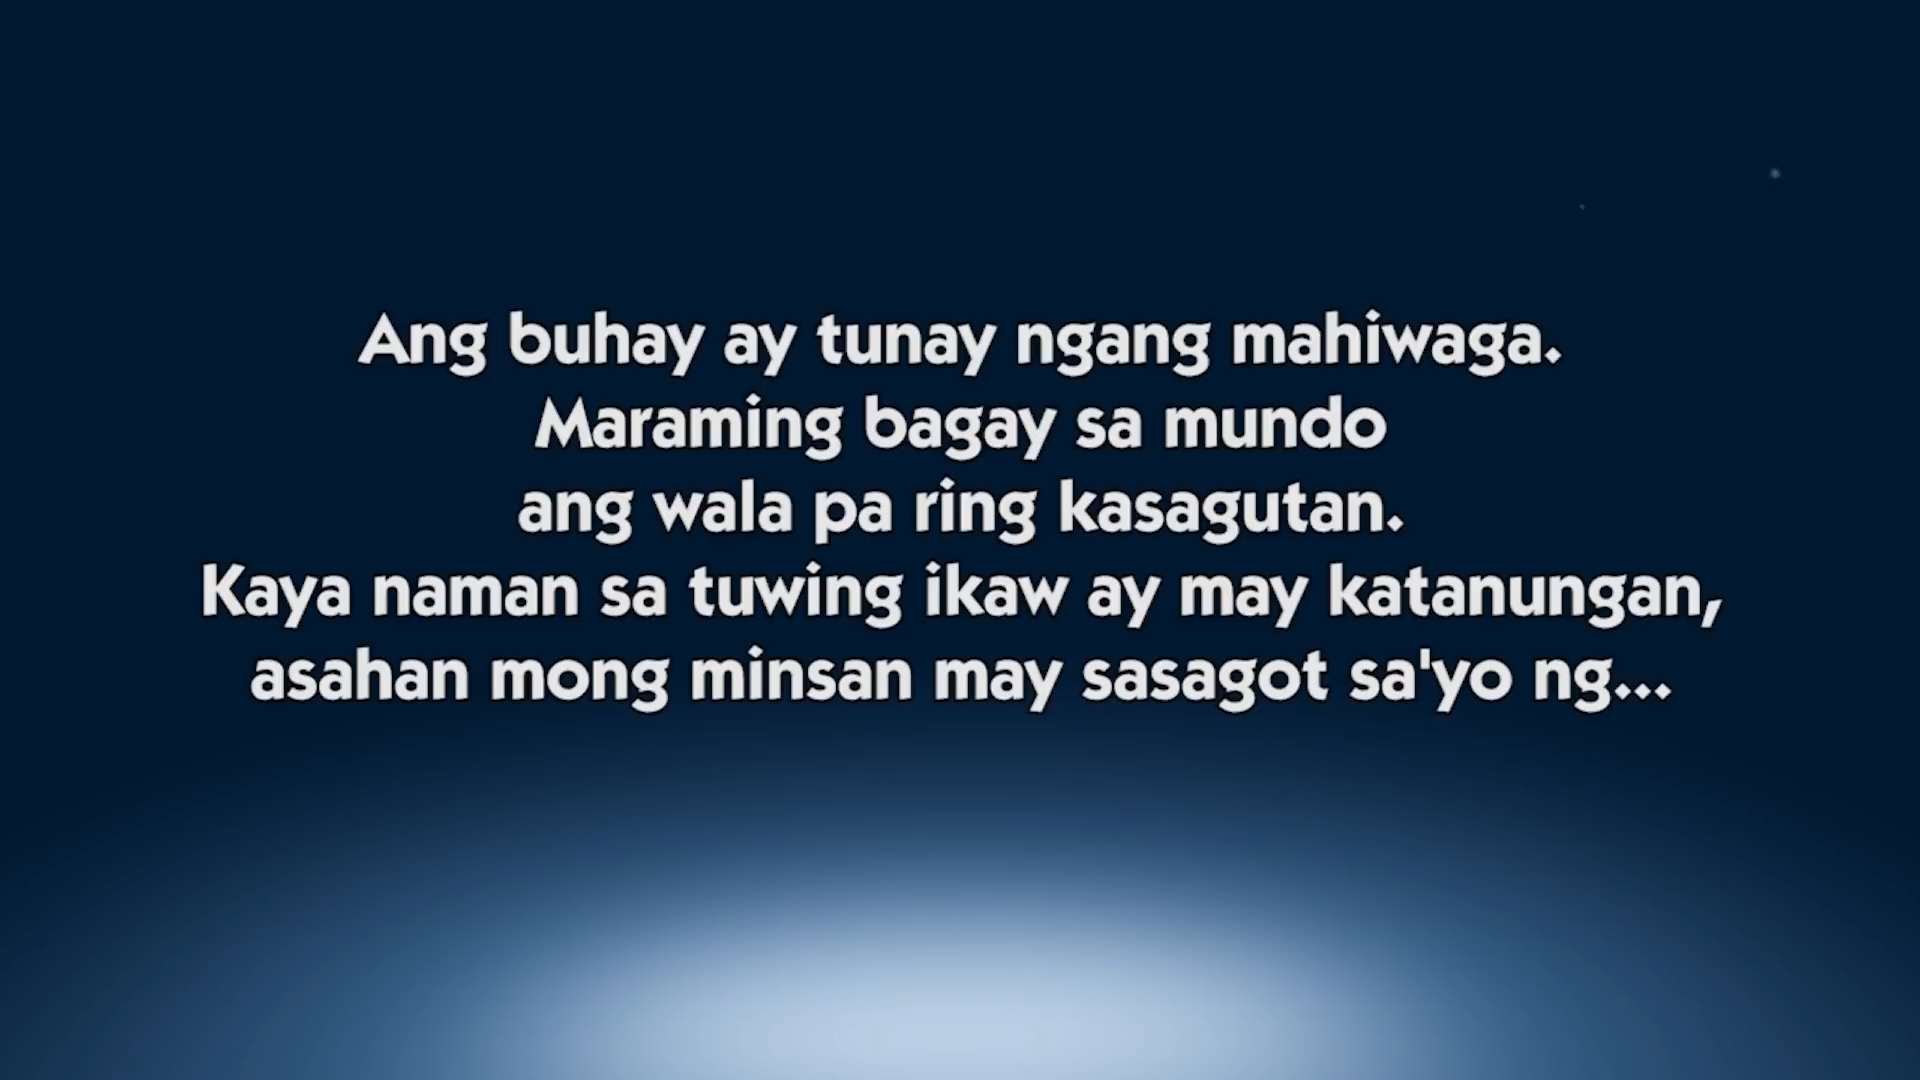 Ang buhay ay tunay ngang mahiwaga.
Maraming bagay sa mundo
ang wala pa ring kasagutan.
Kaya naman sa tuwing ikaw ay may katanungan,
asahan mong minsan may sasagot sa'yo ng...